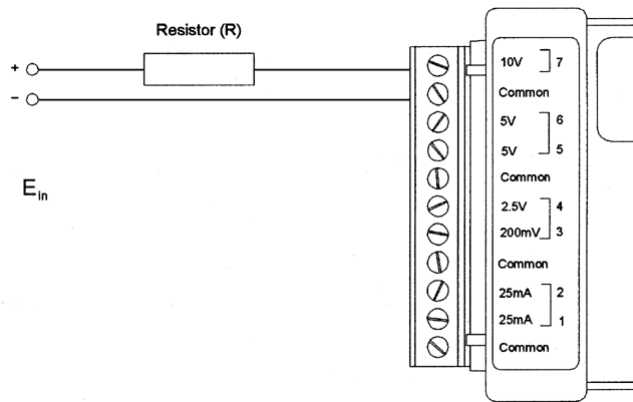 Resistor (R)
+
−
E_in
10V 7
Common
5V 6
5V 5
Common
2.5V 4
200mV 3
Common
25mA 2
25mA 1
Common